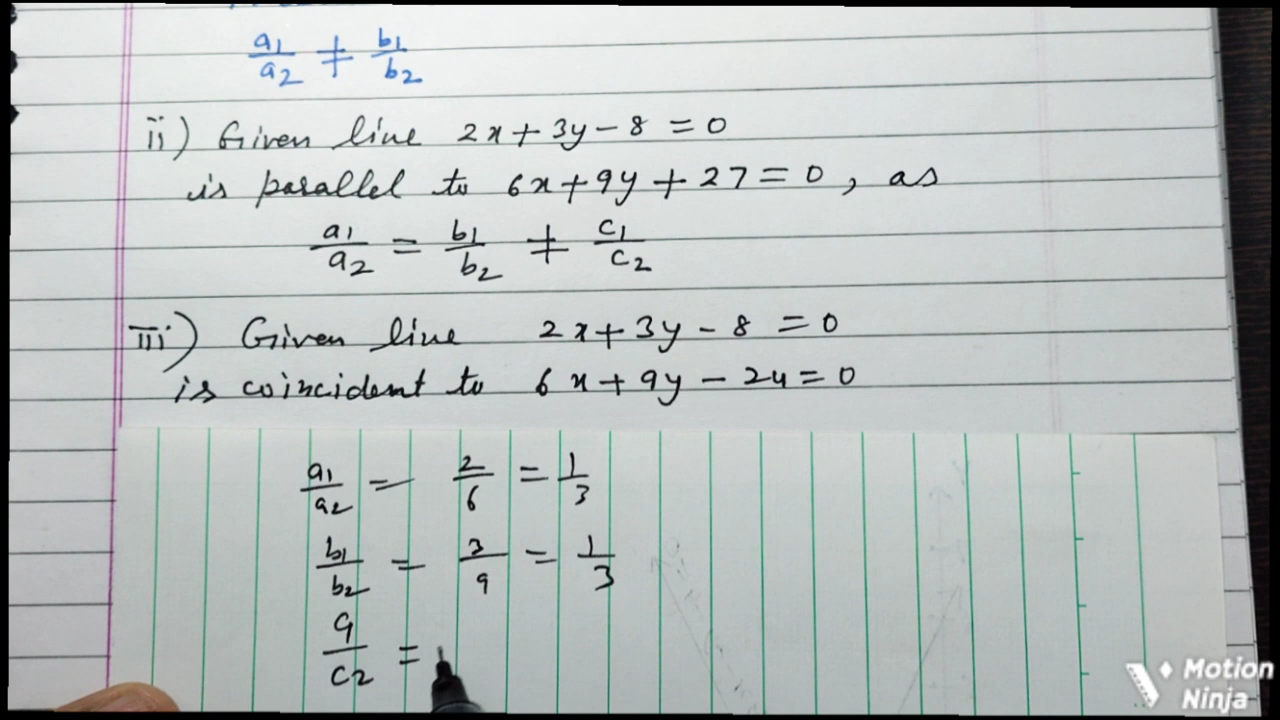 a1/a2 ≠ b1/b2
ii) Given line 2x+3y-8=0
is parallel to 6x+9y+27=0, as
a1/a2 = b1/b2 ≠ c1/c2
iii) Given line 2x+3y-8=0
is coincident to 6x+9y-24=0
a1/a2 = 2/6 = 1/3
b1/b2 = 3/9 = 1/3
c1/c2 =
Motion
Ninja